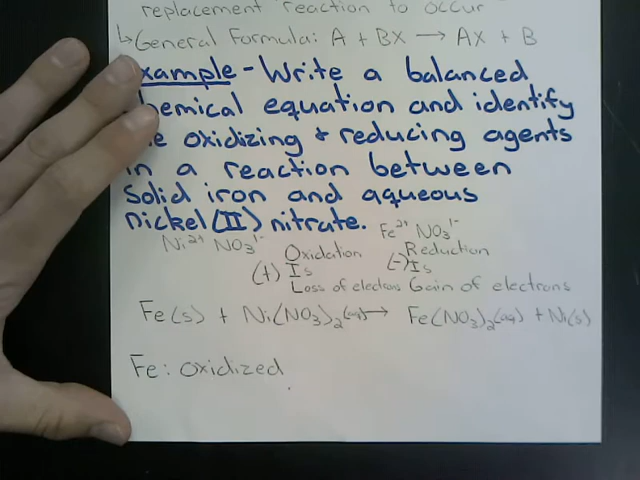 replacement reaction to occur
↳General Formula: A + BX → AX + B
xample - Write a balanced
hemical equation and identify
e oxidizing & reducing agents
in a reaction between
Solid iron and aqueous
nickel (II) nitrate.
Ni²⁺ NO₃¹⁻ Fe²⁺ NO₃¹⁻
Oxidation Reduction
(+) Is (-) Is
Loss of electrons Gain of electrons
Fe(s) + Ni(NO₃)₂(aq) → Fe(NO₃)₂(aq) + Ni(s)
Fe: Oxidized